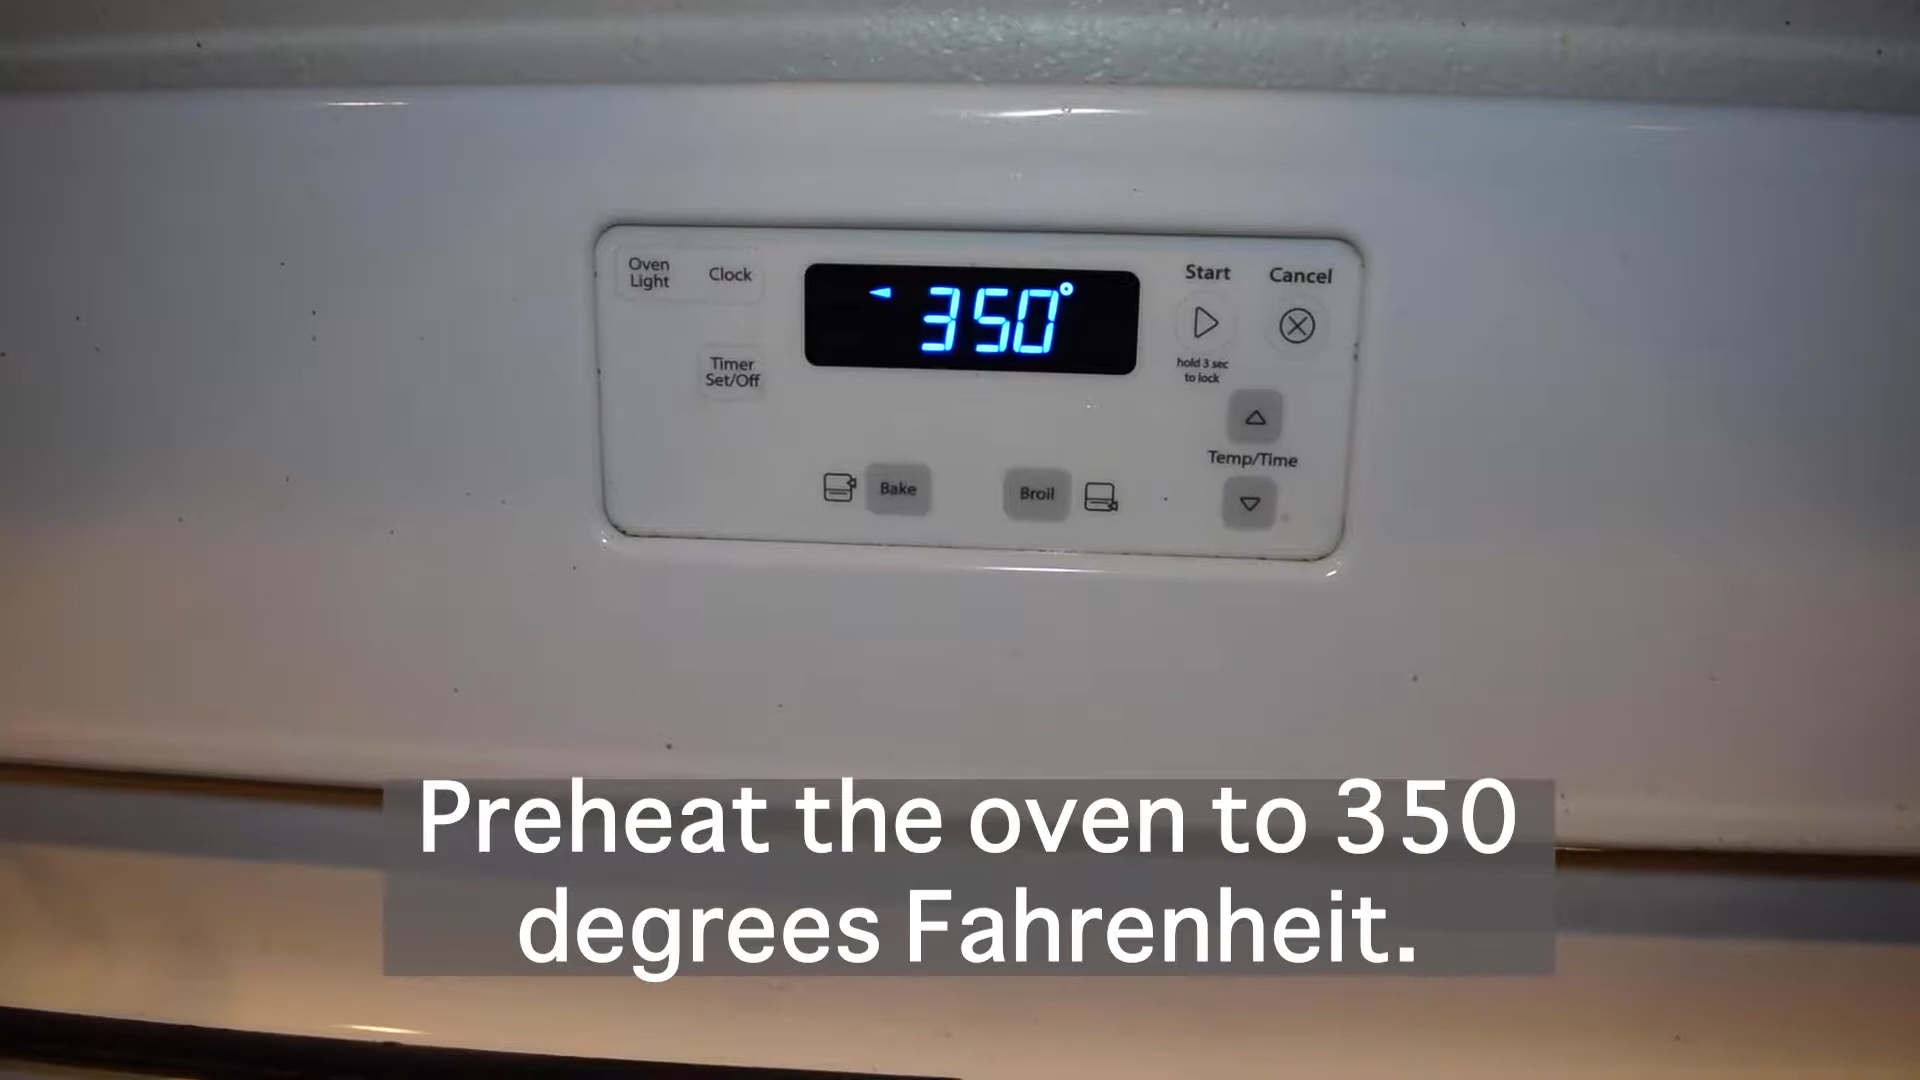 Oven
Light
Clock
350°
Start
Cancel
hold 3 sec
to lock
Timer
Set/Off
Temp/Time
Bake
Broil
Preheat the oven to 350
degrees Fahrenheit.